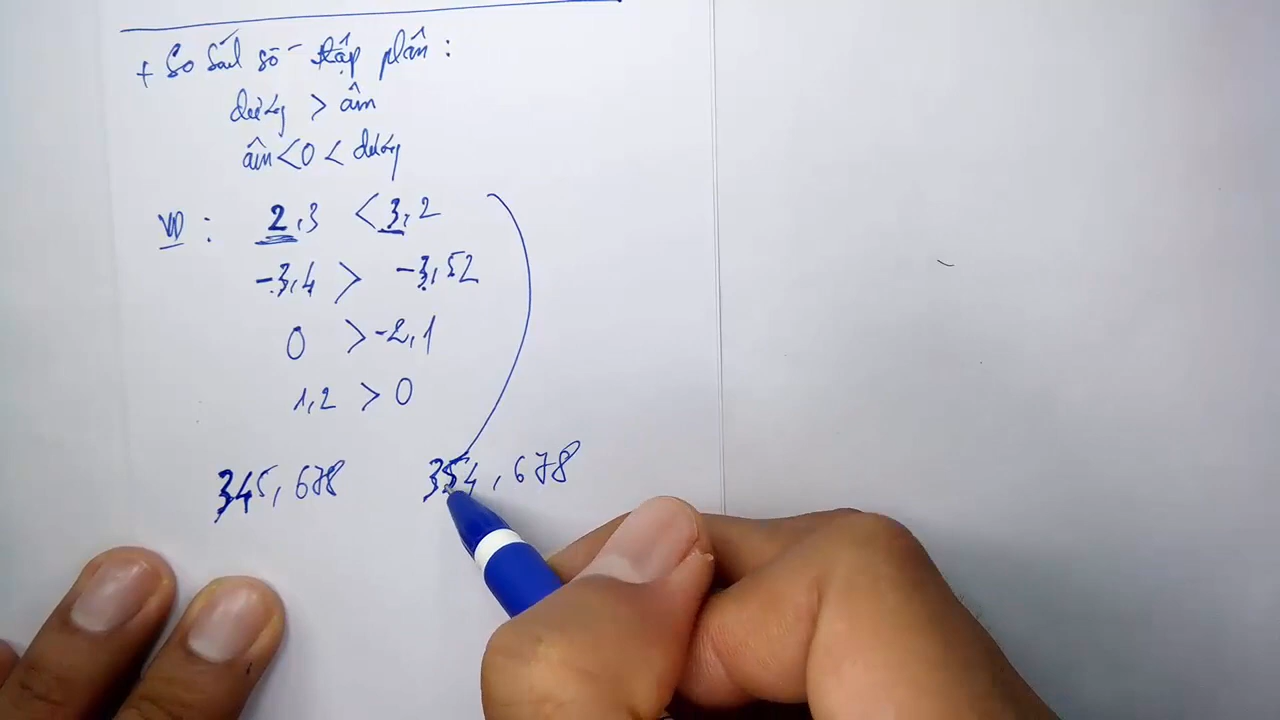 + So sánh số thập phân :
dương > âm
âm < 0 < dương
VD : 2,3 < 3,2
-3,4 > -3,52
0 > -2,1
1,2 > 0
345,678 354,678